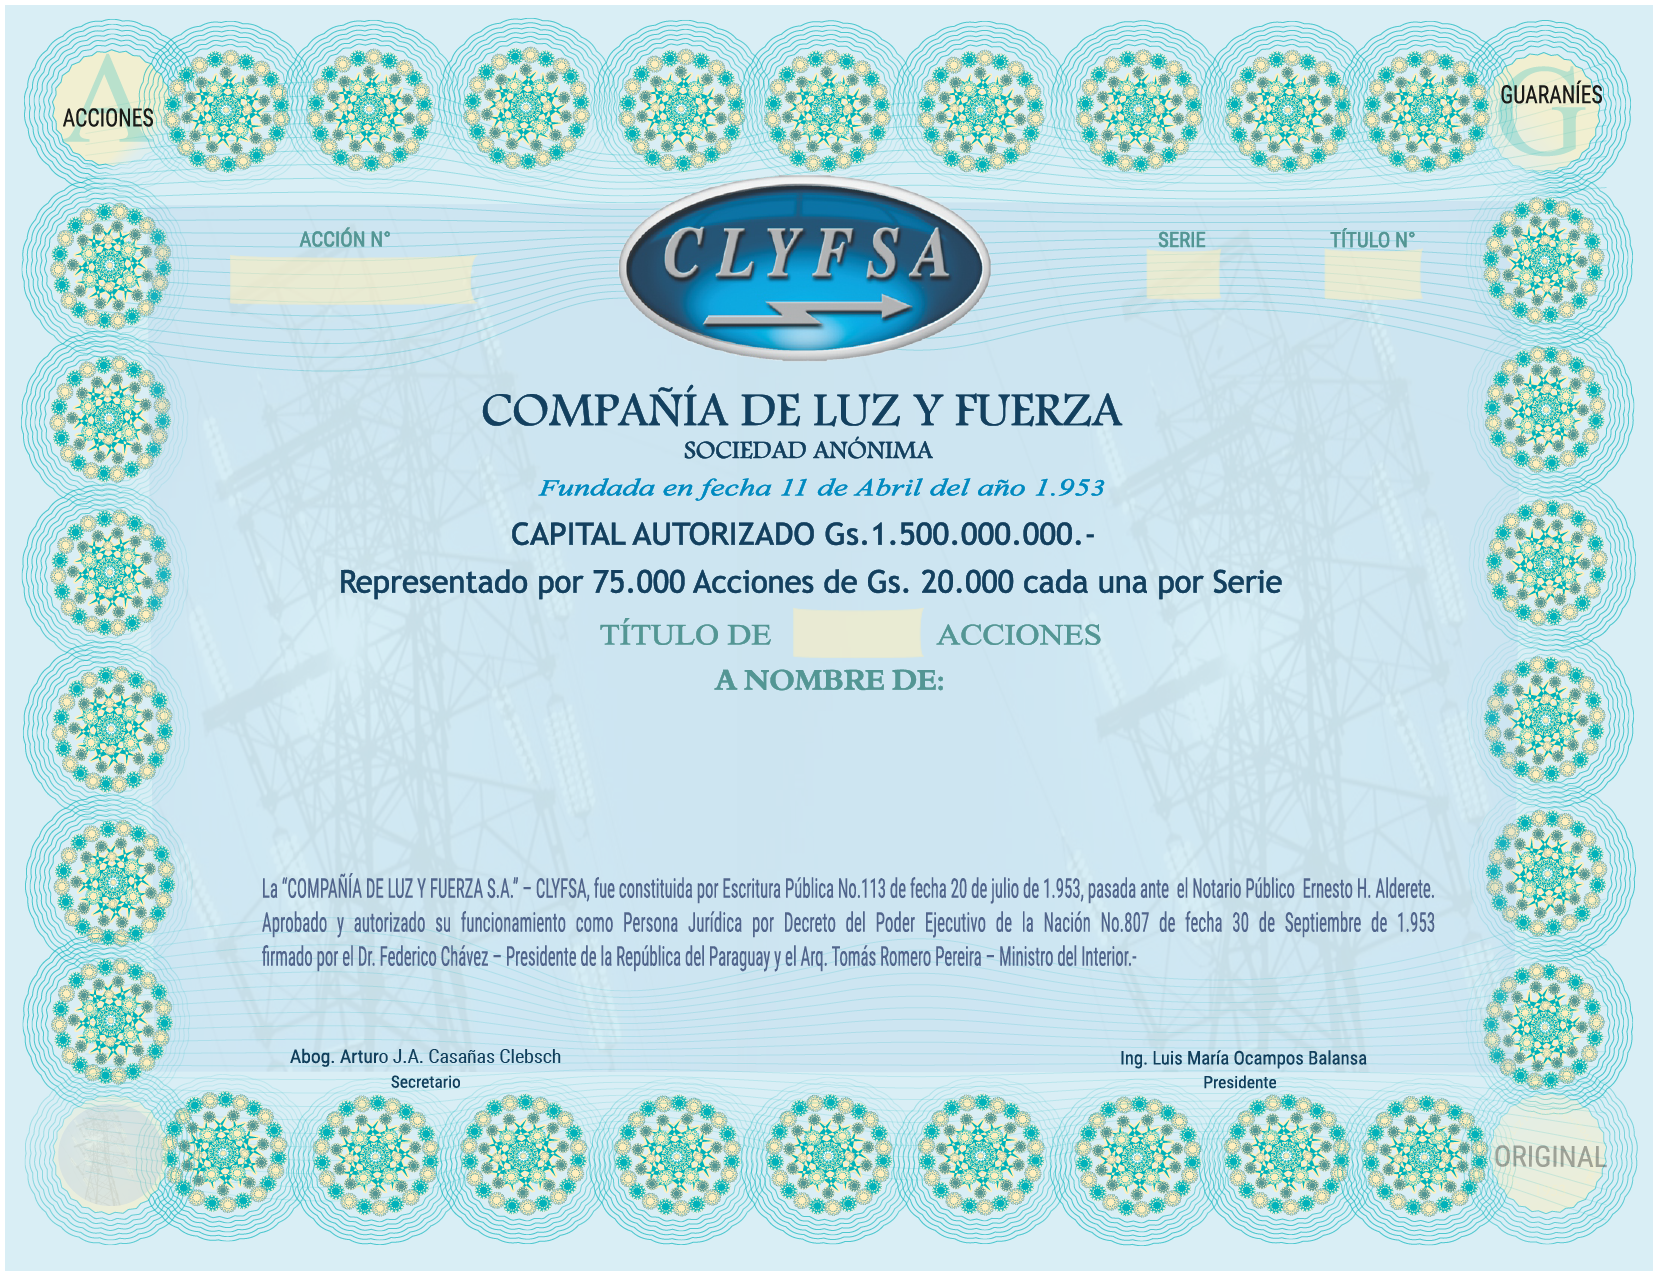 A
ACCIONES
G
GUARANÍES
ACCIÓN N°
CLYFSA
SERIE
TÍTULO N°
COMPAÑÍA DE LUZ Y FUERZA
SOCIEDAD ANÓNIMA
Fundada en fecha 11 de Abril del año 1.953
CAPITAL AUTORIZADO Gs.1.500.000.000.-
Representado por 75.000 Acciones de Gs. 20.000 cada una por Serie
TÍTULO DE ACCIONES
A NOMBRE DE:
La “COMPAÑÍA DE LUZ Y FUERZA S.A.” – CLYFSA, fue constituida por Escritura Pública No.113 de fecha 20 de julio de 1.953, pasada ante el Notario Público Ernesto H. Alderete.
Aprobado y autorizado su funcionamiento como Persona Jurídica por Decreto del Poder Ejecutivo de la Nación No.807 de fecha 30 de Septiembre de 1.953
firmado por el Dr. Federico Chávez – Presidente de la República del Paraguay y el Arq. Tomás Romero Pereira – Ministro del Interior.-
Abog. Arturo J.A. Casañas Clebsch
Secretario
Ing. Luis María Ocampos Balansa
Presidente
ORIGINAL